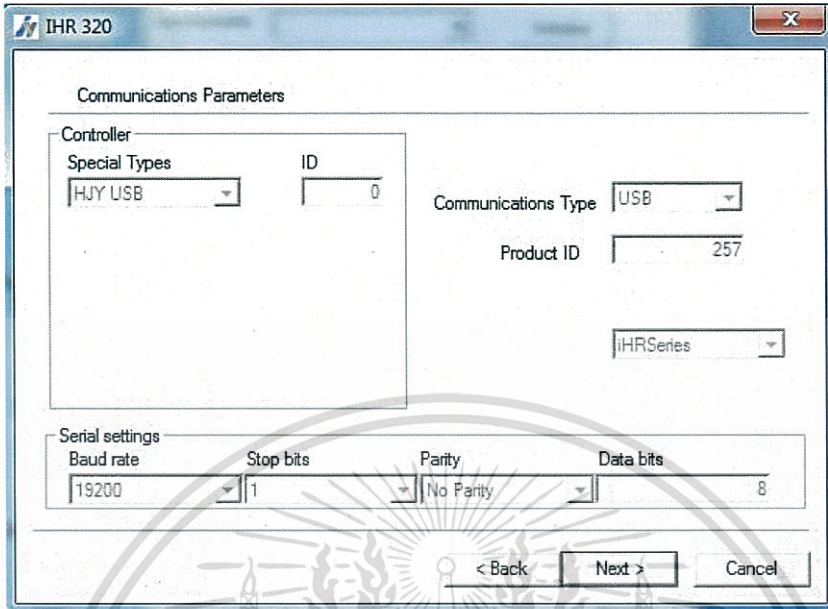 IHR 320
Communications Parameters
Controller
Special Types
ID
HJY USB
0
Communications Type
USB
Product ID
257
iHRSeries
Serial settings
Baud rate
Stop bits
Parity
Data bits
19200
1
No Parity
8
< Back
Next >
Cancel